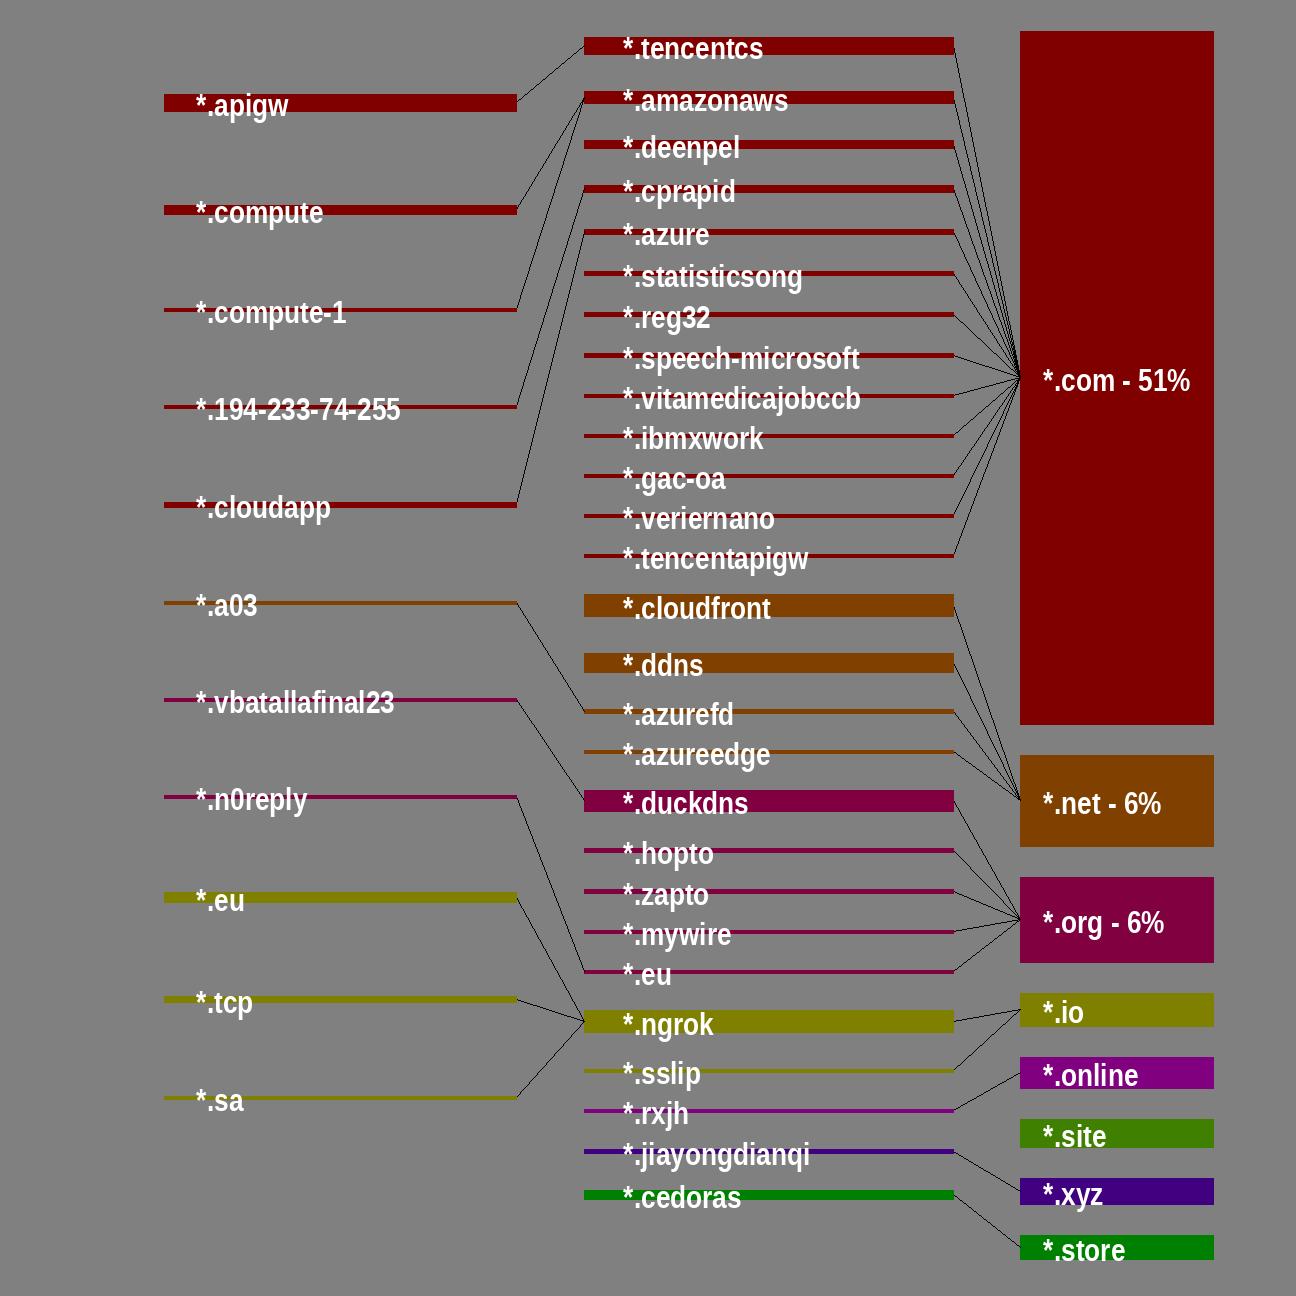 *.apigw
*.compute
*.compute-1
*.194-233-74-255
*.cloudapp
*.a03
*.vbatallafinal23
*.n0reply
*.eu
*.tcp
*.sa
*.tencentcs
*.amazonaws
*.deenpel
*.cprapid
*.azure
*.statisticsong
*.reg32
*.speech-microsoft
*.vitamedicajobccb
*.ibmxwork
*.gac-oa
*.veriernano
*.tencentapigw
*.cloudfront
*.ddns
*.azurefd
*.azureedge
*.duckdns
*.hopto
*.zapto
*.mywire
*.eu
*.ngrok
*.sslip
*.rxjh
*.jiayongdianqi
*.cedoras
*.com - 51%
*.net - 6%
*.org - 6%
*.io
*.online
*.site
*.xyz
*.store